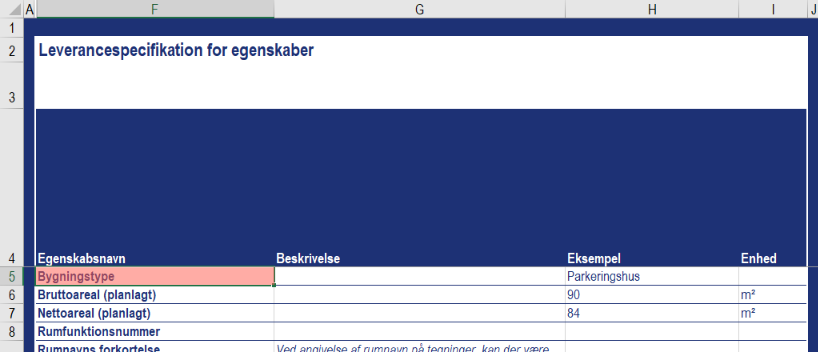 A F G H I J
1
2 Leverancespecifikation for egenskaber
3
4 Egenskabsnavn Beskrivelse Eksempel Enhed
5 Bygningstype Parkeringshus
6 Bruttoareal (planlagt) 90 m²
7 Nettoareal (planlagt) 84 m²
8 Rumfunktionsnummer
Rumnavns forkortelse Ved angivelse af rumnavn på tegninger, kan der være